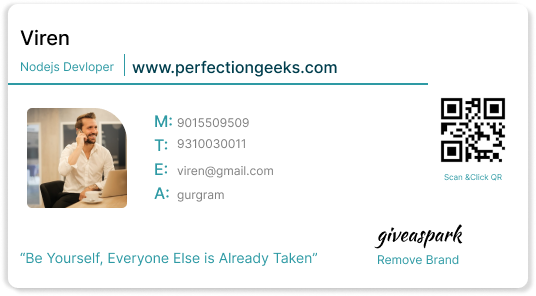 Viren
Nodejs Devloper
www.perfectiongeeks.com
M: 9015509509
T: 9310030011
E: viren@gmail.com
A: gurgram
Scan &Click QR
giveaspark
“Be Yourself, Everyone Else is Already Taken”
Remove Brand